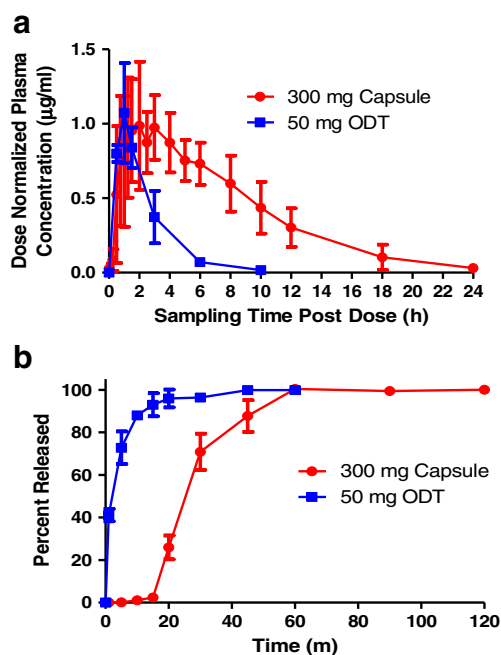 a
Dose Normalized Plasma
Concentration (µg/ml)
1.5
1.0
0.5
0.0
300 mg Capsule
50 mg ODT
0 2 4 6 8 10 12 14 16 18 20 22 24
Sampling Time Post Dose (h)
b
Percent Released
100
80
60
40
20
0
300 mg Capsule
50 mg ODT
0 20 40 60 80 100 120
Time (m)